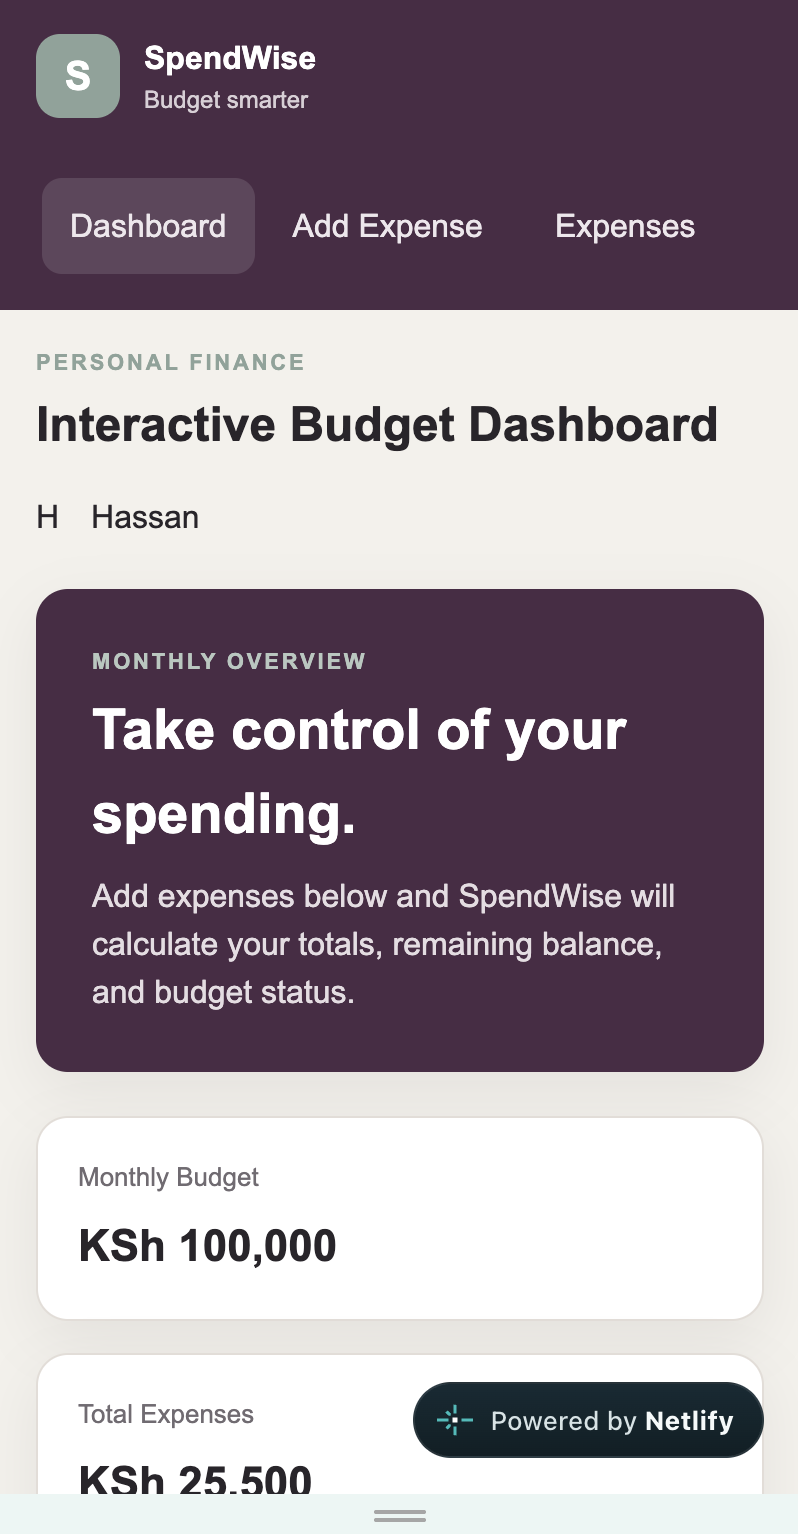 S
SpendWise
Budget smarter
Dashboard
Add Expense
Expenses
PERSONAL FINANCE
Interactive Budget Dashboard
H Hassan
MONTHLY OVERVIEW
Take control of your
spending.
Add expenses below and SpendWise will
calculate your totals, remaining balance,
and budget status.
Monthly Budget
KSh 100,000
Total Expenses
KSh 25,500
Powered by Netlify